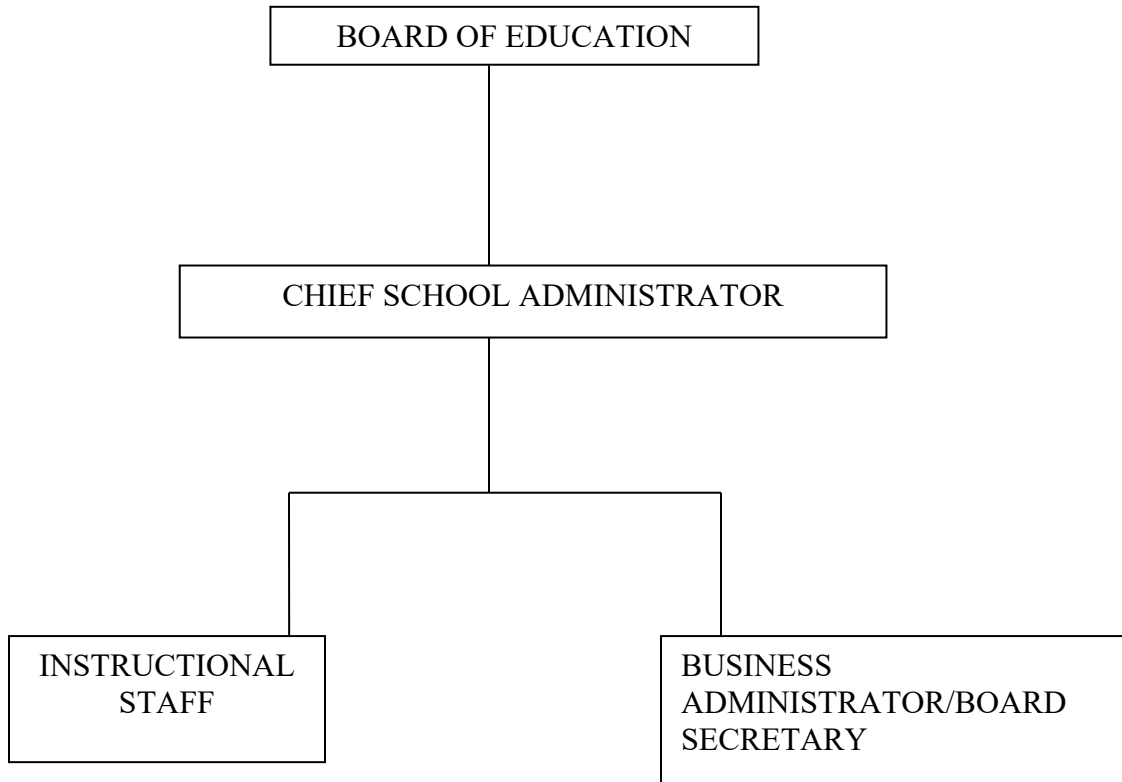 BOARD OF EDUCATION
CHIEF SCHOOL ADMINISTRATOR
INSTRUCTIONAL
STAFF
BUSINESS
ADMINISTRATOR/BOARD
SECRETARY